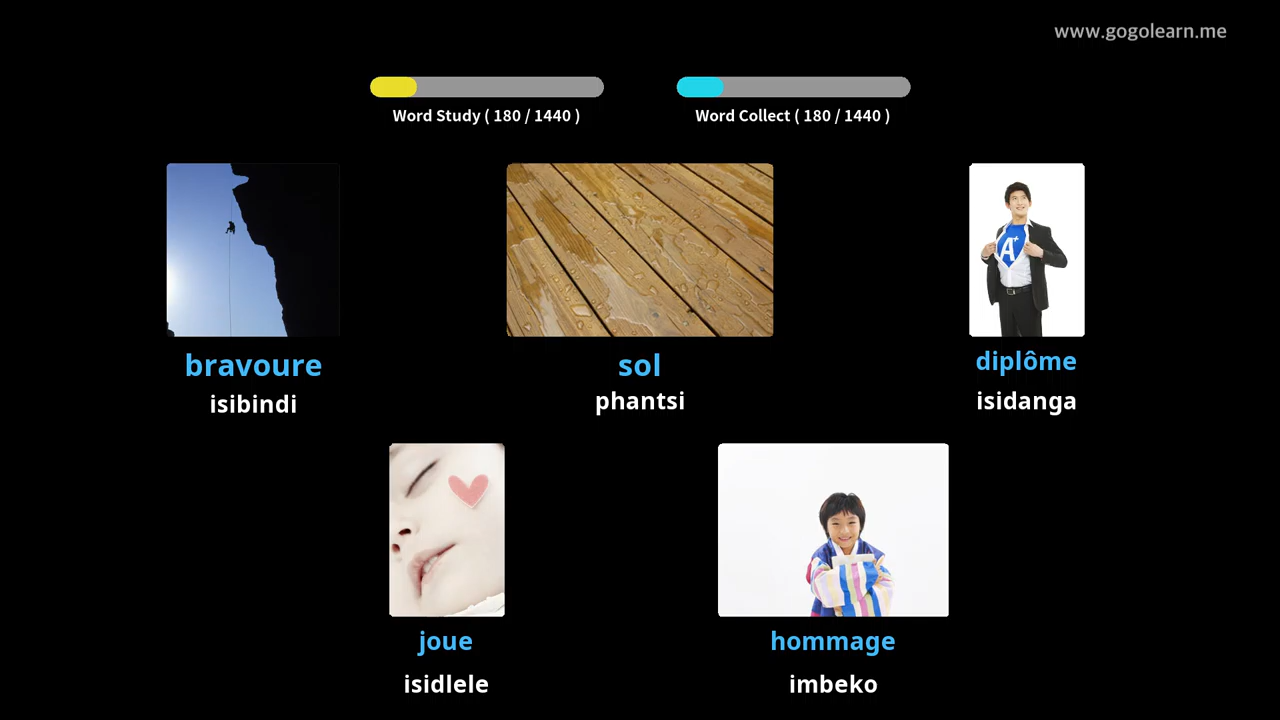 www.gogolearn.me
Word Study ( 180 / 1440 )
Word Collect ( 180 / 1440 )
A+
bravoure
isibindi
sol
phantsi
diplôme
isidanga
joue
isidlele
hommage
imbeko